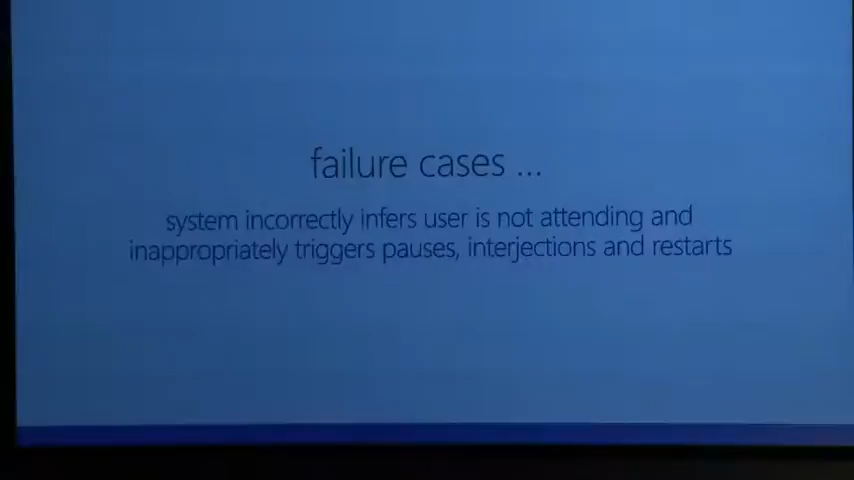 failure cases ...
system incorrectly infers user is not attending and
inappropriately triggers pauses, interjections and restarts